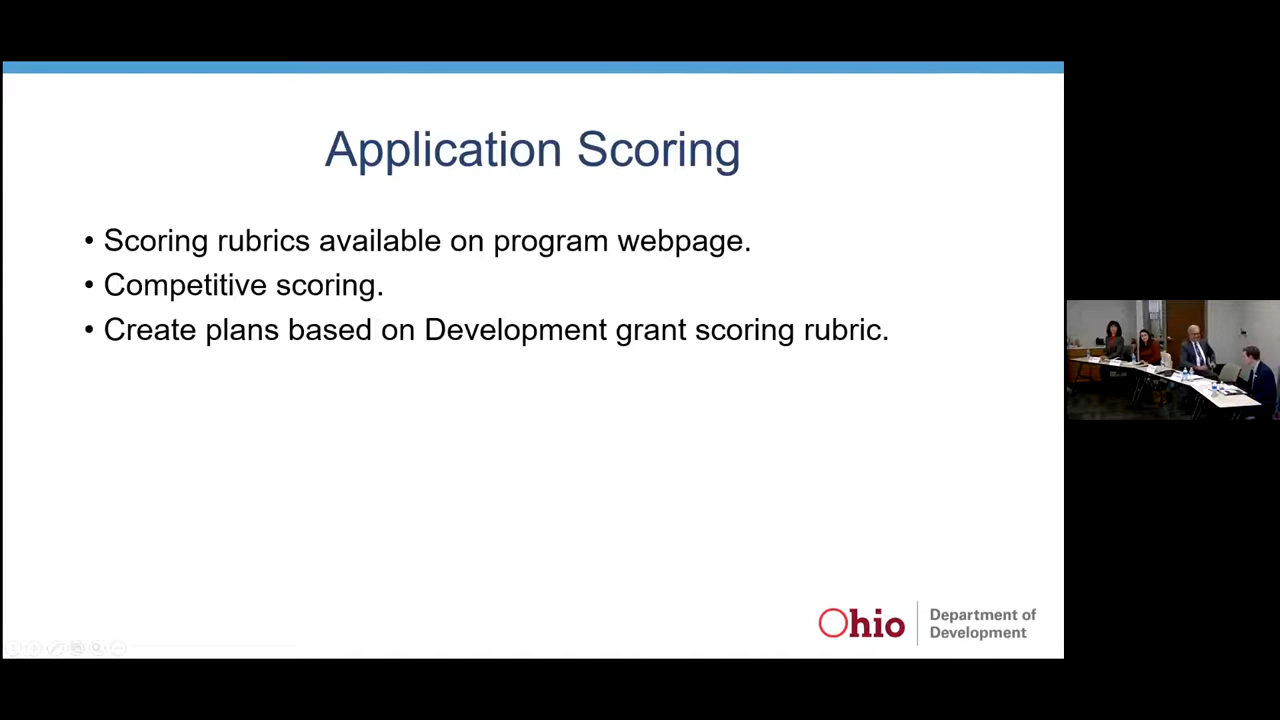 Application Scoring
• Scoring rubrics available on program webpage.
• Competitive scoring.
• Create plans based on Development grant scoring rubric.
Ohio
Department of
Development